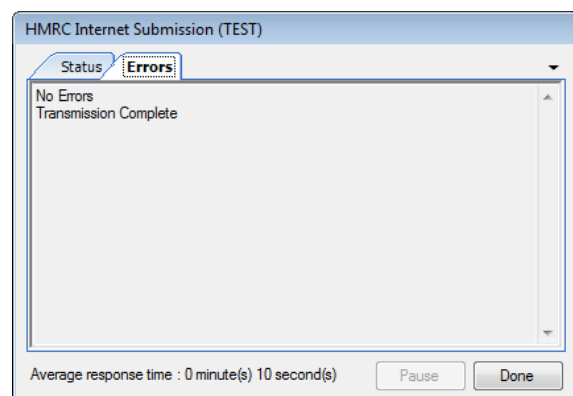 HMRC Internet Submission (TEST)
Status
Errors
No Errors
Transmission Complete
Average response time : 0 minute(s) 10 second(s)
Pause
Done